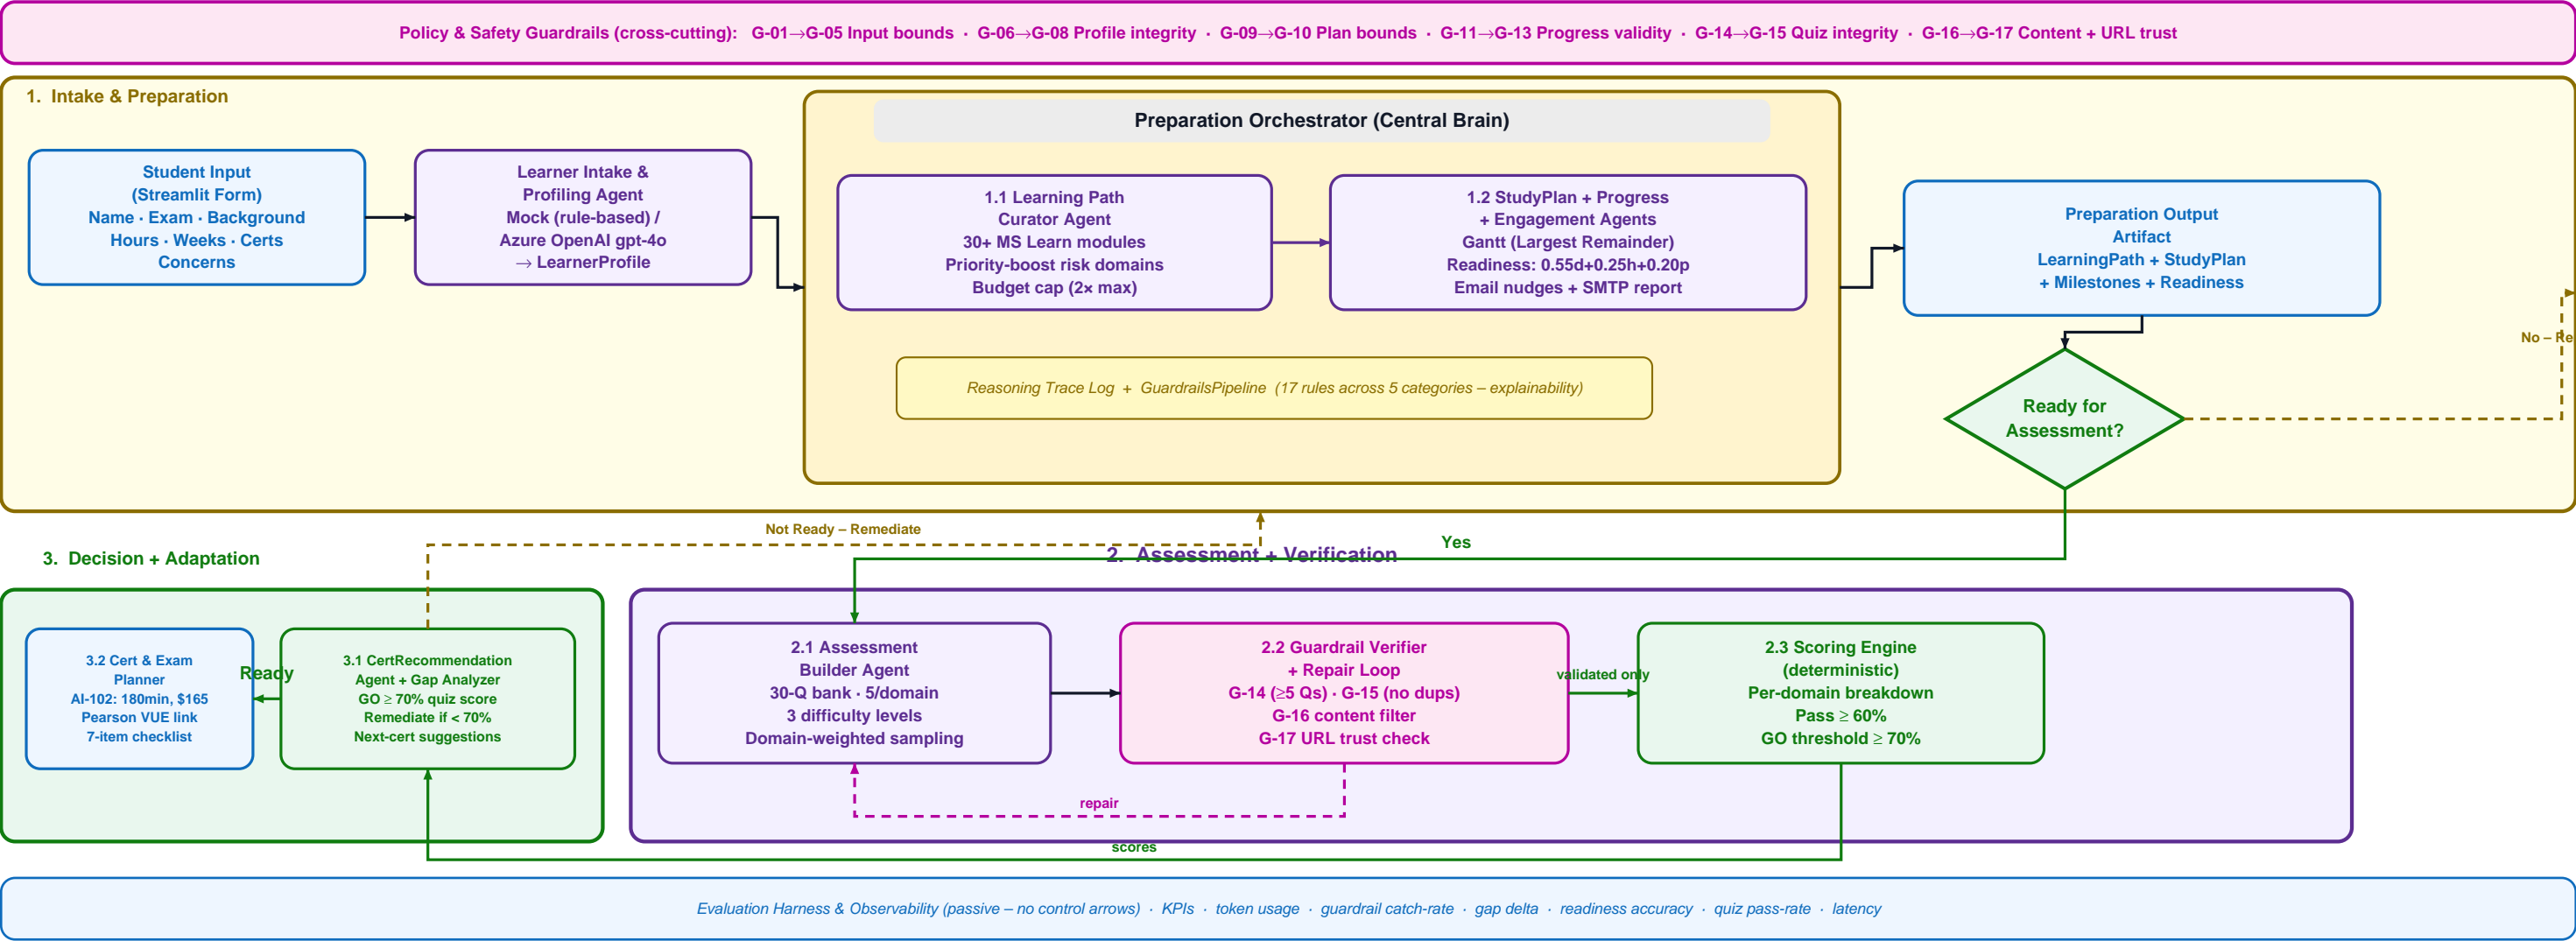 Policy & Safety Guardrails (cross-cutting): G-01→G-05 Input bounds · G-06→G-08 Profile integrity · G-09→G-10 Plan bounds · G-11→G-13 Progress validity · G-14→G-15 Quiz integrity · G-16→G-17 Content + URL trust
1. Intake & Preparation
Student Input
(Streamlit Form)
Name · Exam · Background
Hours · Weeks · Certs
Concerns
Learner Intake &
Profiling Agent
Mock (rule-based) /
Azure OpenAI gpt-4o
→ LearnerProfile
Preparation Orchestrator (Central Brain)
1.1 Learning Path
Curator Agent
30+ MS Learn modules
Priority-boost risk domains
Budget cap (2× max)
1.2 StudyPlan + Progress
+ Engagement Agents
Gantt (Largest Remainder)
Readiness: 0.55d+0.25h+0.20p
Email nudges + SMTP report
Reasoning Trace Log + GuardrailsPipeline (17 rules across 5 categories – explainability)
Preparation Output
Artifact
LearningPath + StudyPlan
+ Milestones + Readiness
No – Re
Ready for
Assessment?
Not Ready – Remediate
Yes
3. Decision + Adaptation
3.2 Cert & Exam
Planner
AI-102: 180min, $165
Pearson VUE link
7-item checklist
Ready
3.1 CertRecommendation
Agent + Gap Analyzer
GO ≥ 70% quiz score
Remediate if < 70%
Next-cert suggestions
2. Assessment + Verification
2.1 Assessment
Builder Agent
30-Q bank · 5/domain
3 difficulty levels
Domain-weighted sampling
2.2 Guardrail Verifier
+ Repair Loop
G-14 (≥5 Qs) · G-15 (no dups)
G-16 content filter
G-17 URL trust check
validated only
2.3 Scoring Engine
(deterministic)
Per-domain breakdown
Pass ≥ 60%
GO threshold ≥ 70%
repair
scores
Evaluation Harness & Observability (passive – no control arrows) · KPIs · token usage · guardrail catch-rate · gap delta · readiness accuracy · quiz pass-rate · latency